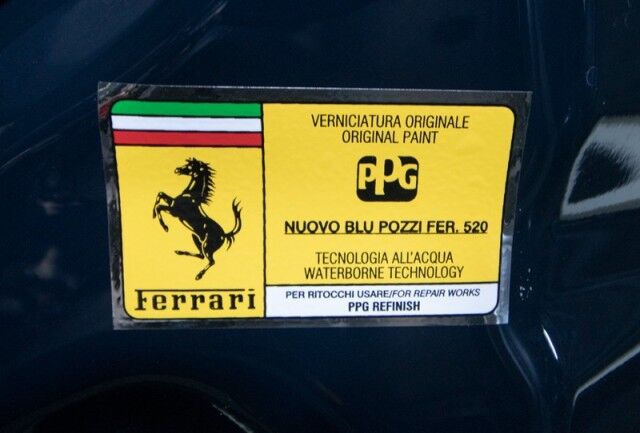 VERNICIATURA ORIGINALE
ORIGINAL PAINT
PPG
NUOVO BLU POZZI FER. 520
TECNOLOGIA ALL'ACQUA
WATERBORNE TECHNOLOGY
Ferrari
PER RITOCCHI USARE/FOR REPAIR WORKS
PPG REFINISH